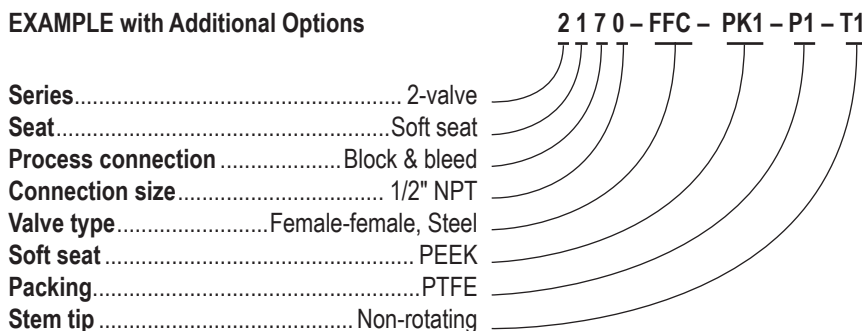 EXAMPLE with Additional Options 2 1 7 0 – FFC – PK1 – P1 – T1
Series.................................................... 2-valve
Seat.....................................................Soft seat
Process connection ...................Block & bleed
Connection size................................. 1/2" NPT
Valve type........................Female-female, Steel
Soft seat ................................................. PEEK
Packing....................................................PTFE
Stem tip ........................................ Non-rotating